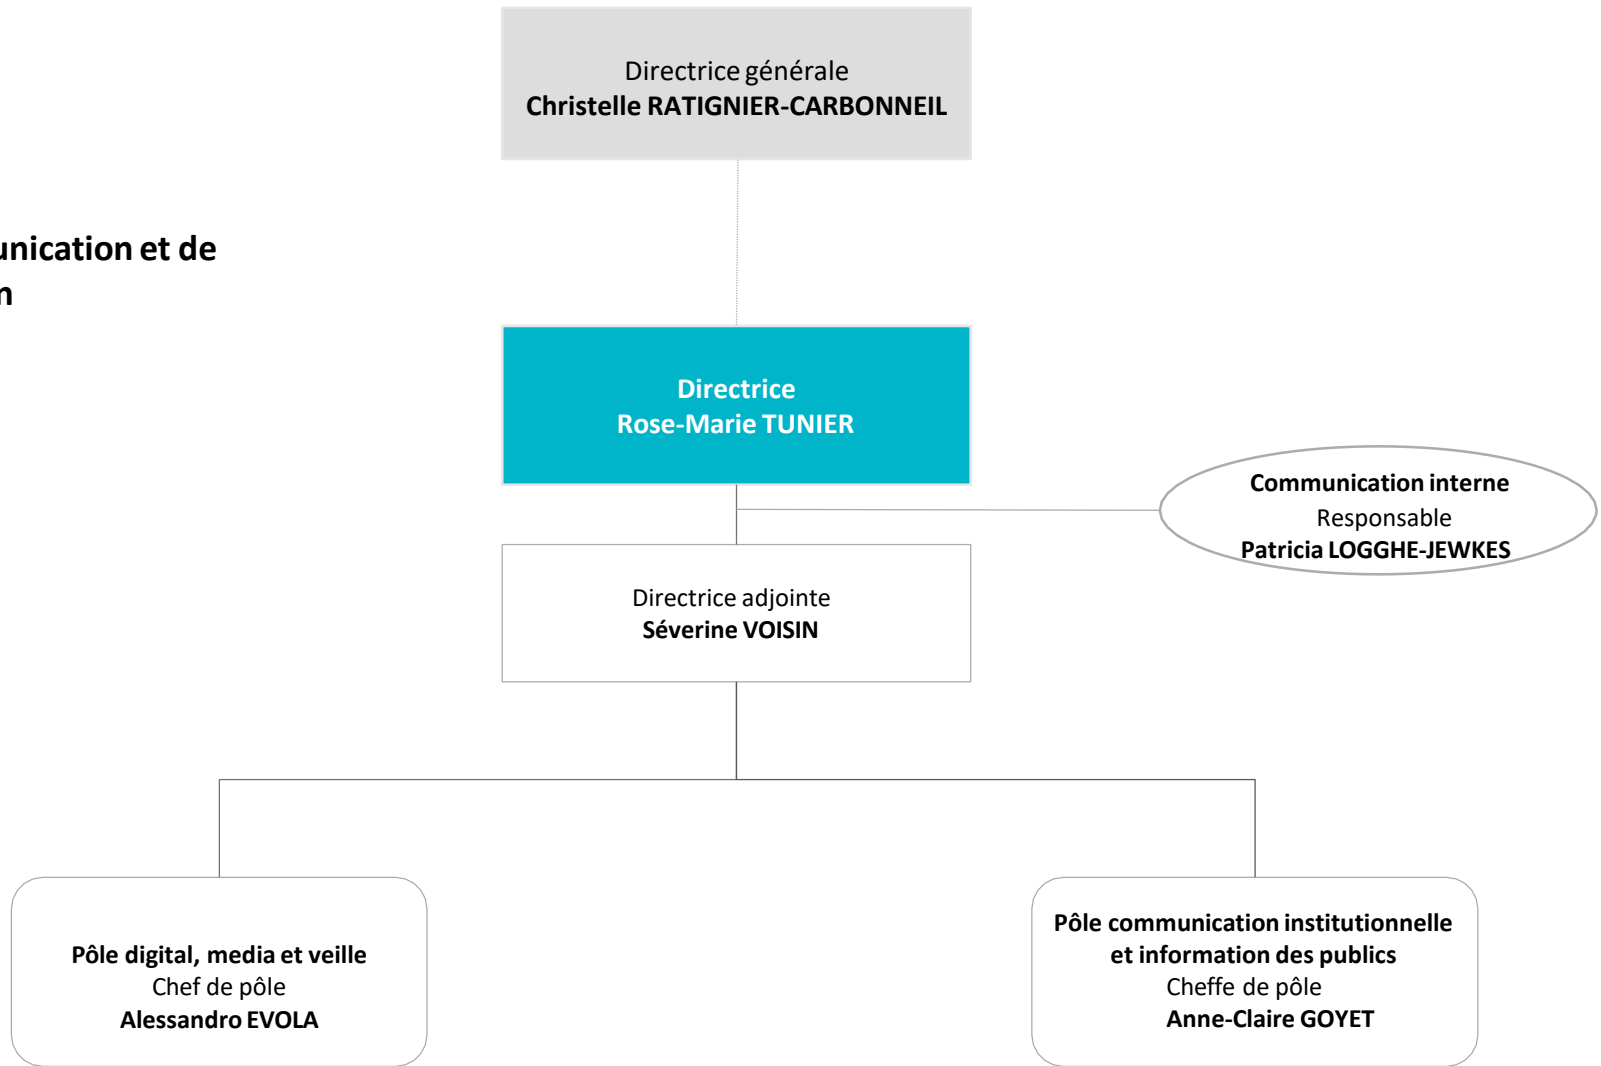 Directrice générale
Christelle RATIGNIER-CARBONNEIL
et de
Directrice
Rose-Marie TUNIER
Communication interne
Responsable
Patricia LOGGHE-JEWKES
Directrice adjointe
Séverine VOISIN
Pôle digital, media et veille
Chef de pôle
Alessandro EVOLA
Pôle communication institutionnelle
et information des publics
Cheffe de pôle
Anne-Claire GOYET